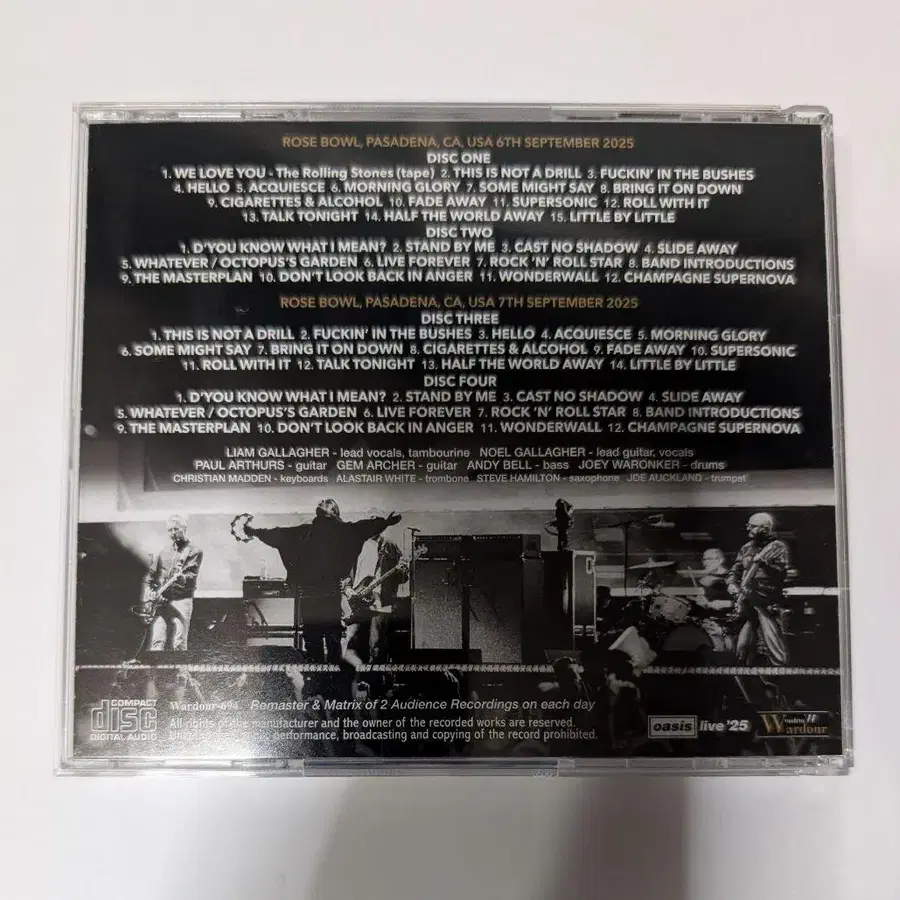 ROSE BOWL, PASADENA, CA, USA 6TH SEPTEMBER 2025
DISC ONE
1. WE LOVE YOU - The Rolling Stones (tape) 2. THIS IS NOT A DRILL 3. FUCKIN' IN THE BUSHES
4. HELLO 5. ACQUIESCE 6. MORNING GLORY 7. SOME MIGHT SAY 8. BRING IT ON DOWN
9. CIGARETTES & ALCOHOL 10. FADE AWAY 11. SUPERSONIC 12. ROLL WITH IT
13. TALK TONIGHT 14. HALF THE WORLD AWAY 15. LITTLE BY LITTLE
DISC TWO
1. D'YOU KNOW WHAT I MEAN? 2. STAND BY ME 3. CAST NO SHADOW 4. SLIDE AWAY
5. WHATEVER / OCTOPUS'S GARDEN 6. LIVE FOREVER 7. ROCK 'N' ROLL STAR 8. BAND INTRODUCTIONS
9. THE MASTERPLAN 10. DON'T LOOK BACK IN ANGER 11. WONDERWALL 12. CHAMPAGNE SUPERNOVA
ROSE BOWL, PASADENA, CA, USA 7TH SEPTEMBER 2025
DISC THREE
1. THIS IS NOT A DRILL 2. FUCKIN' IN THE BUSHES 3. HELLO 4. ACQUIESCE 5. MORNING GLORY
6. SOME MIGHT SAY 7. BRING IT ON DOWN 8. CIGARETTES & ALCOHOL 9. FADE AWAY 10. SUPERSONIC
11. ROLL WITH IT 12. TALK TONIGHT 13. HALF THE WORLD AWAY 14. LITTLE BY LITTLE
DISC FOUR
1. D'YOU KNOW WHAT I MEAN? 2. STAND BY ME 3. CAST NO SHADOW 4. SLIDE AWAY
5. WHATEVER / OCTOPUS'S GARDEN 6. LIVE FOREVER 7. ROCK 'N' ROLL STAR 8. BAND INTRODUCTIONS
9. THE MASTERPLAN 10. DON'T LOOK BACK IN ANGER 11. WONDERWALL 12. CHAMPAGNE SUPERNOVA
LIAM GALLAGHER - lead vocals, tambourine NOEL GALLAGHER - lead guitar, vocals
PAUL ARTHURS - guitar GEM ARCHER - guitar ANDY BELL - bass JOEY WARONKER - drums
CHRISTIAN MADDEN - keyboards ALASTAIR WHITE - trombone STEVE HAMILTON - saxophone JOE AUCKLAND - trumpet
COMPACT disc DIGITAL AUDIO
Wardour-694 Remaster & Matrix of 2 Audience Recordings on each day
All rights of the manufacturer and the owner of the recorded works are reserved.
public performance, broadcasting and copying of the record prohibited.
oasis live '25
Wardour